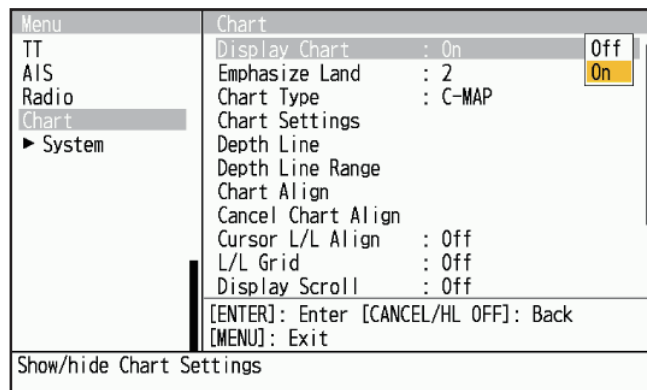 Menu
TT
AIS
Radio
Chart
▶ System
Chart
Display Chart : On
Emphasize Land : 2
Chart Type : C-MAP
Chart Settings
Depth Line
Depth Line Range
Chart Align
Cancel Chart Align
Cursor L/L Align : Off
L/L Grid : Off
Display Scroll : Off
Off
On
[ENTER]: Enter [CANCEL/HL OFF]: Back
[MENU]: Exit
Show/hide Chart Settings